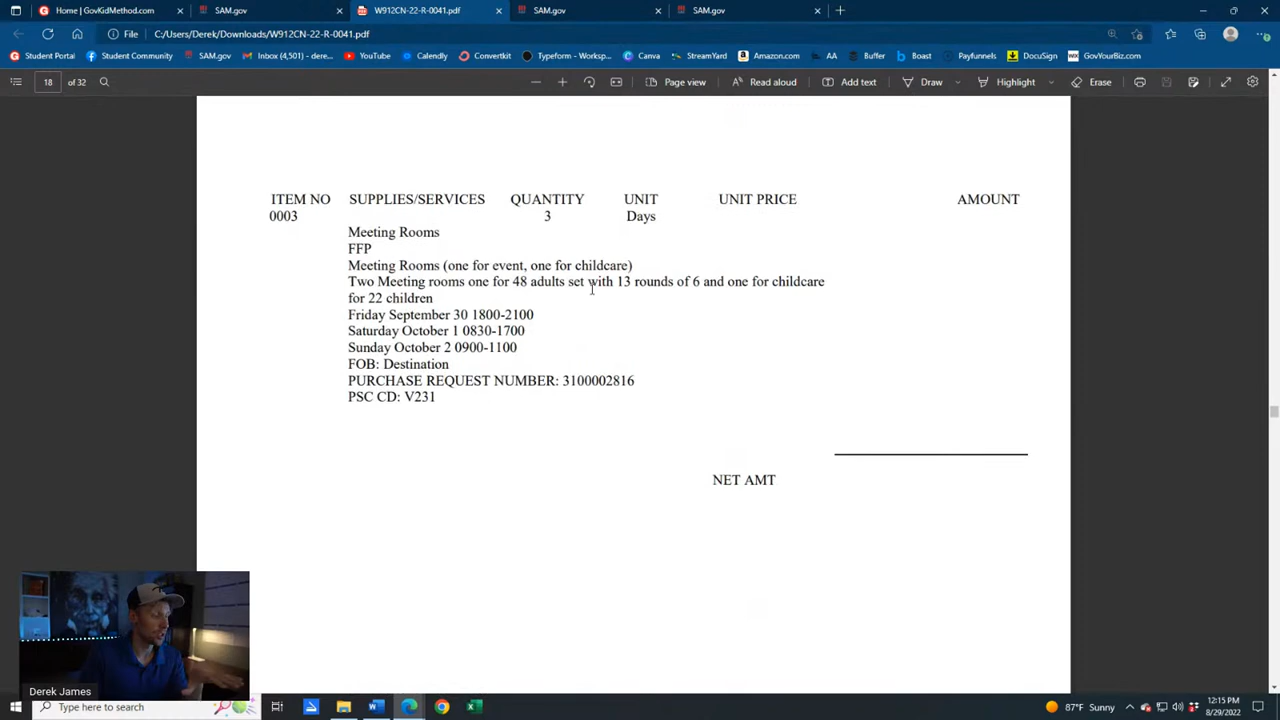 Home | GovKidMethod.com
SAM.gov
W912CN-22-R-0041.pdf
SAM.gov
SAM.gov
File
C:/Users/Derek/Downloads/W912CN-22-R-0041.pdf
Student Portal
Student Community
SAM.gov
Inbox (4,501) - dere...
YouTube
Calendly
Convertkit
Typeform - Worksp...
Canva
StreamYard
Amazon.com
AA
Buffer
Boast
Payfunnels
DocuSign
GovYourBiz.com
18 of 32
Page view
Read aloud
Add text
Draw
Highlight
Erase
ITEM NO SUPPLIES/SERVICES QUANTITY UNIT UNIT PRICE AMOUNT
0003 3 Days
Meeting Rooms
FFP
Meeting Rooms (one for event, one for childcare)
Two Meeting rooms one for 48 adults set with 13 rounds of 6 and one for childcare
for 22 children
Friday September 30 1800-2100
Saturday October 1 0830-1700
Sunday October 2 0900-1100
FOB: Destination
PURCHASE REQUEST NUMBER: 3100002816
PSC CD: V231
NET AMT
Derek James
Type here to search
87°F Sunny
12:15 PM
8/29/2022